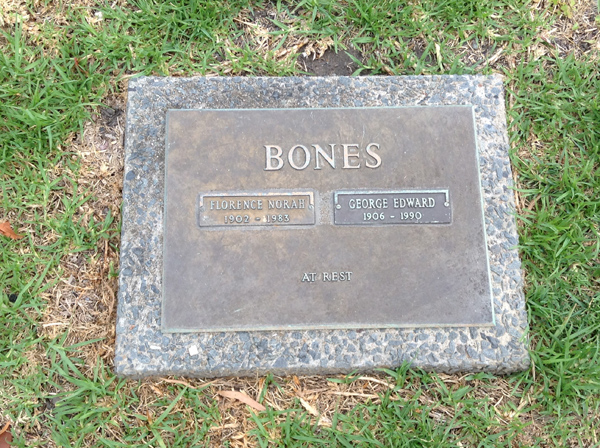 BONES
FLORENCE NORAH
1902 - 1983
GEORGE EDWARD
1906 - 1990
AT REST